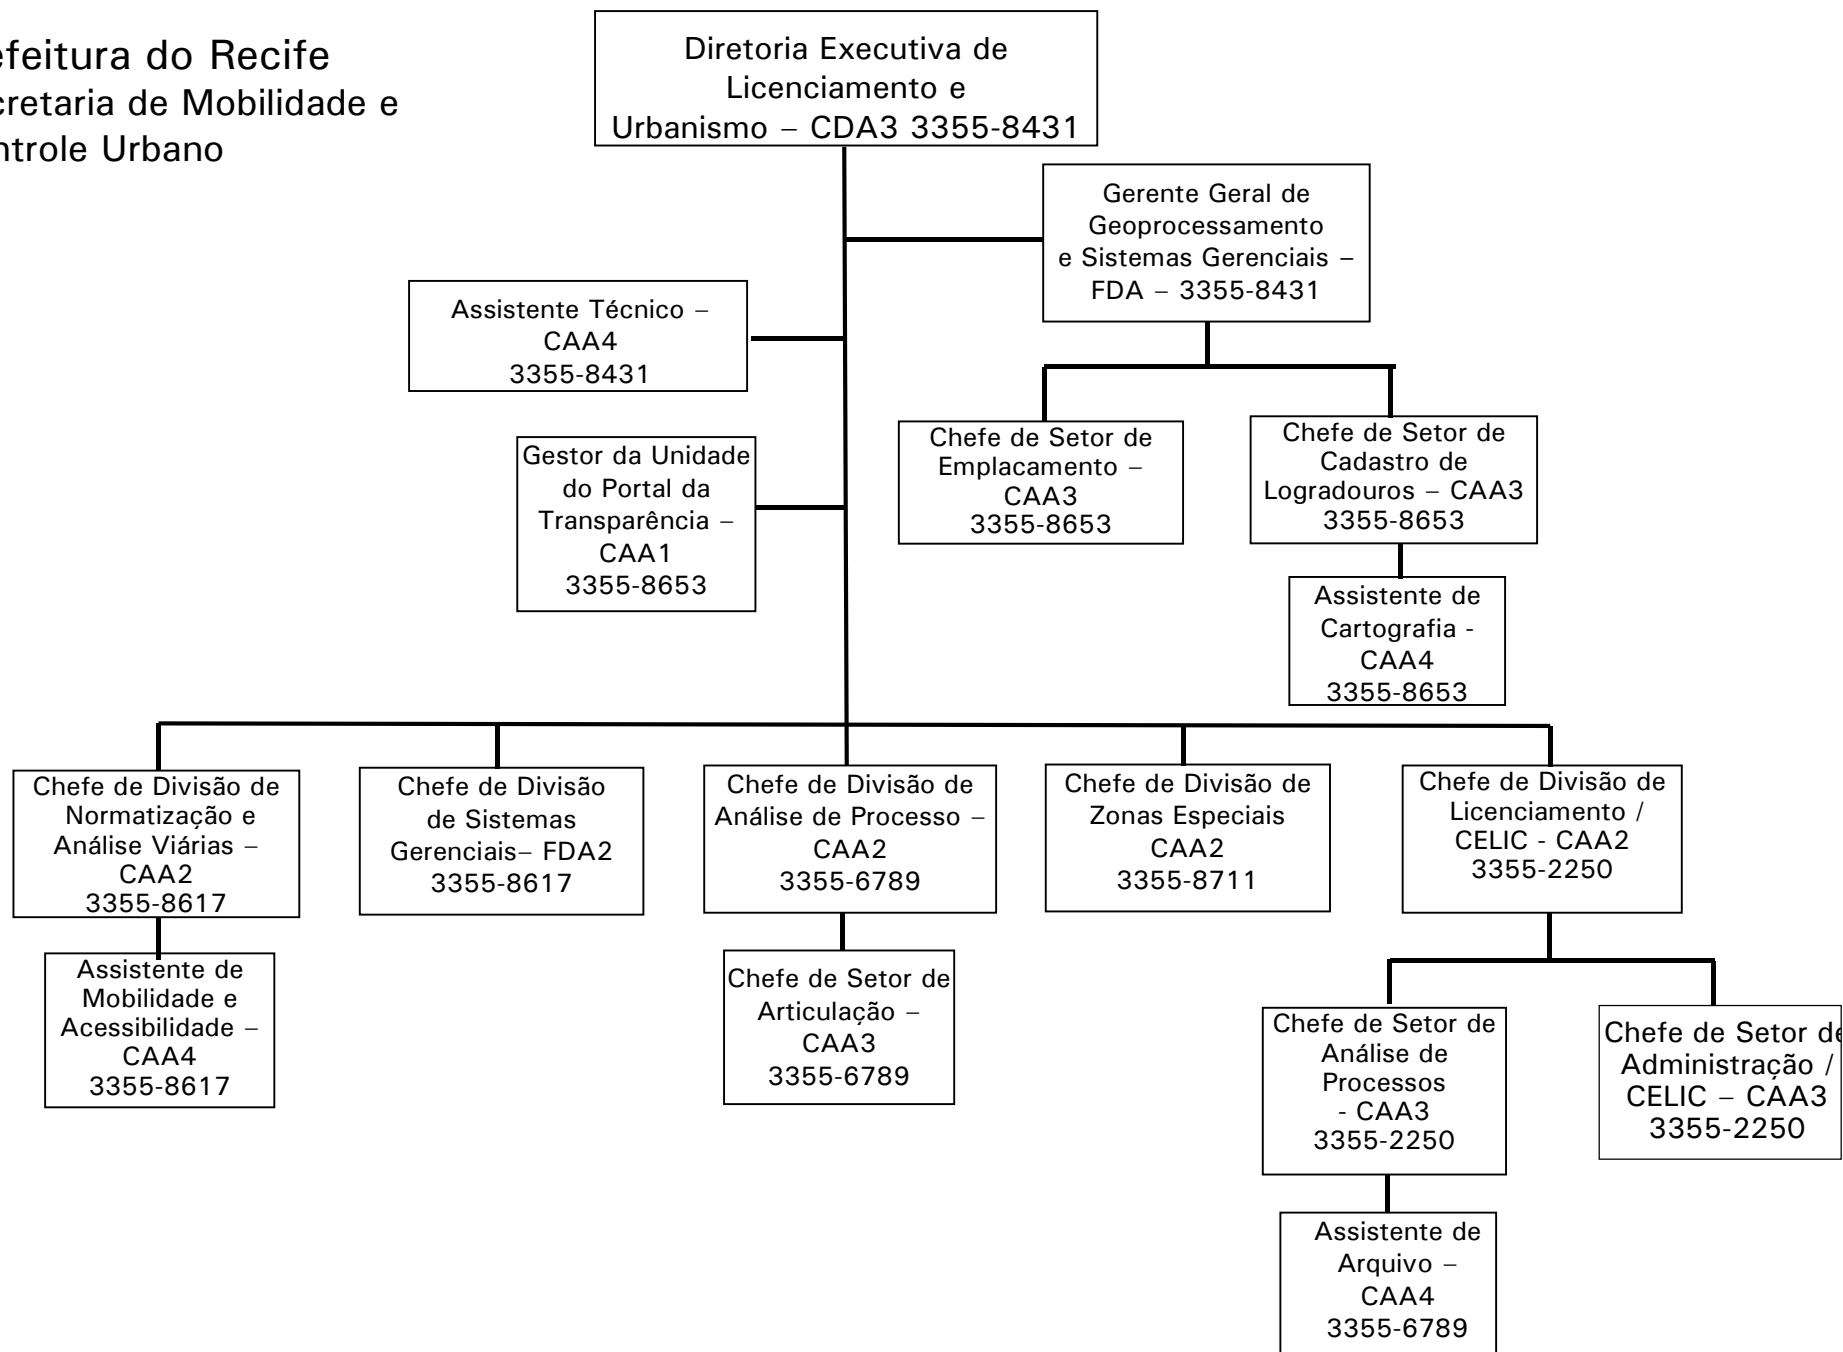 efeitura do Recife
cretaria de Mobilidade e
ntrole Urbano
Diretoria Executiva de
Licenciamento e
Urbanismo – CDA3 3355-8431
Gerente Geral de
Geoprocessamento
e Sistemas Gerenciais –
FDA – 3355-8431
Assistente Técnico –
CAA4
3355-8431
Chefe de Setor de
Emplacamento –
CAA3
3355-8653
Chefe de Setor de
Cadastro de
Logradouros – CAA3
3355-8653
Gestor da Unidade
do Portal da
Transparência –
CAA1
3355-8653
Assistente de
Cartografia -
CAA4
3355-8653
Chefe de Divisão de
Normatização e
Análise Viárias –
CAA2
3355-8617
Chefe de Divisão
de Sistemas
Gerenciais– FDA2
3355-8617
Chefe de Divisão de
Análise de Processo –
CAA2
3355-6789
Chefe de Divisão de
Zonas Especiais
CAA2
3355-8711
Chefe de Divisão de
Licenciamento /
CELIC - CAA2
3355-2250
Assistente de
Mobilidade e
Acessibilidade –
CAA4
3355-8617
Chefe de Setor de
Articulação –
CAA3
3355-6789
Chefe de Setor de
Análise de
Processos
- CAA3
3355-2250
Chefe de Setor de
Administração /
CELIC – CAA3
3355-2250
Assistente de
Arquivo –
CAA4
3355-6789